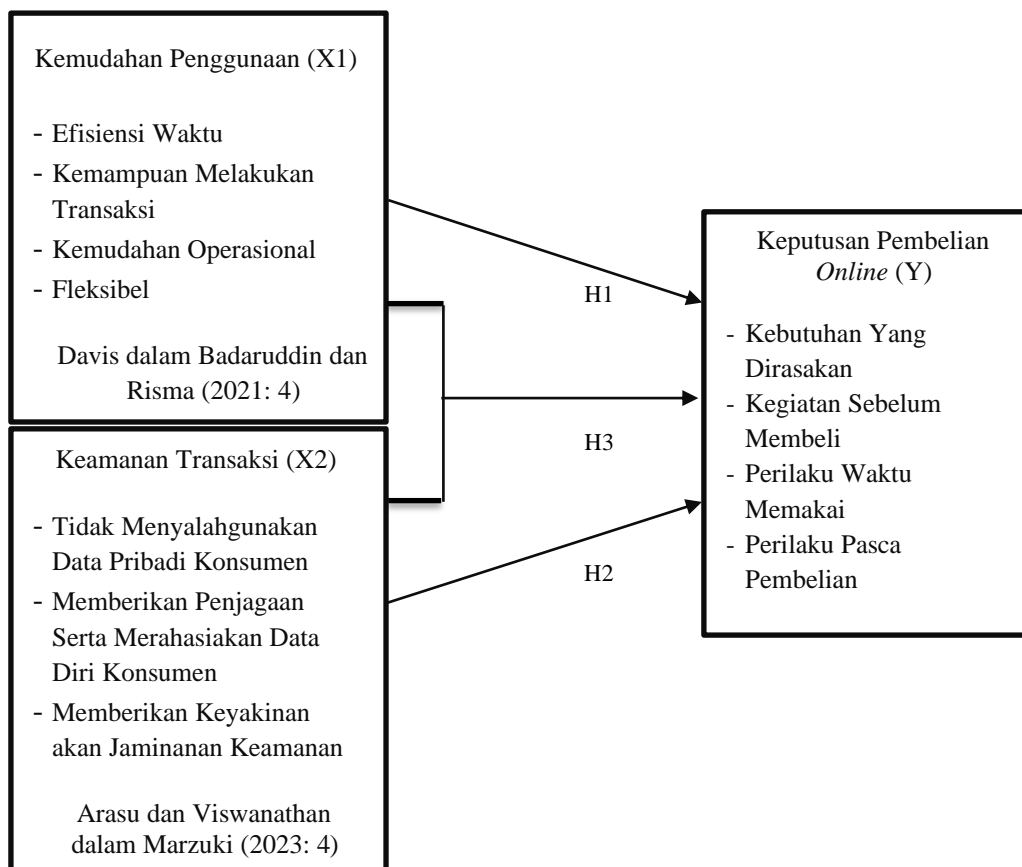 Kemudahan Penggunaan (X1)
- Efisiensi Waktu
- Kemampuan Melakukan
Transaksi
- Kemudahan Operasional
- Fleksibel
Davis dalam Badaruddin dan
Risma (2021: 4)
Keamanan Transaksi (X2)
- Tidak Menyalahgunakan
Data Pribadi Konsumen
- Memberikan Penjagaan
Serta Merahasiakan Data
Diri Konsumen
- Memberikan Keyakinan
akan Jaminanan Keamanan
Arasu dan Viswanathan
dalam Marzuki (2023: 4)
H1
H3
H2
Keputusan Pembelian
Online (Y)
- Kebutuhan Yang
Dirasakan
- Kegiatan Sebelum
Membeli
- Perilaku Waktu
Memakai
- Perilaku Pasca
Pembelian